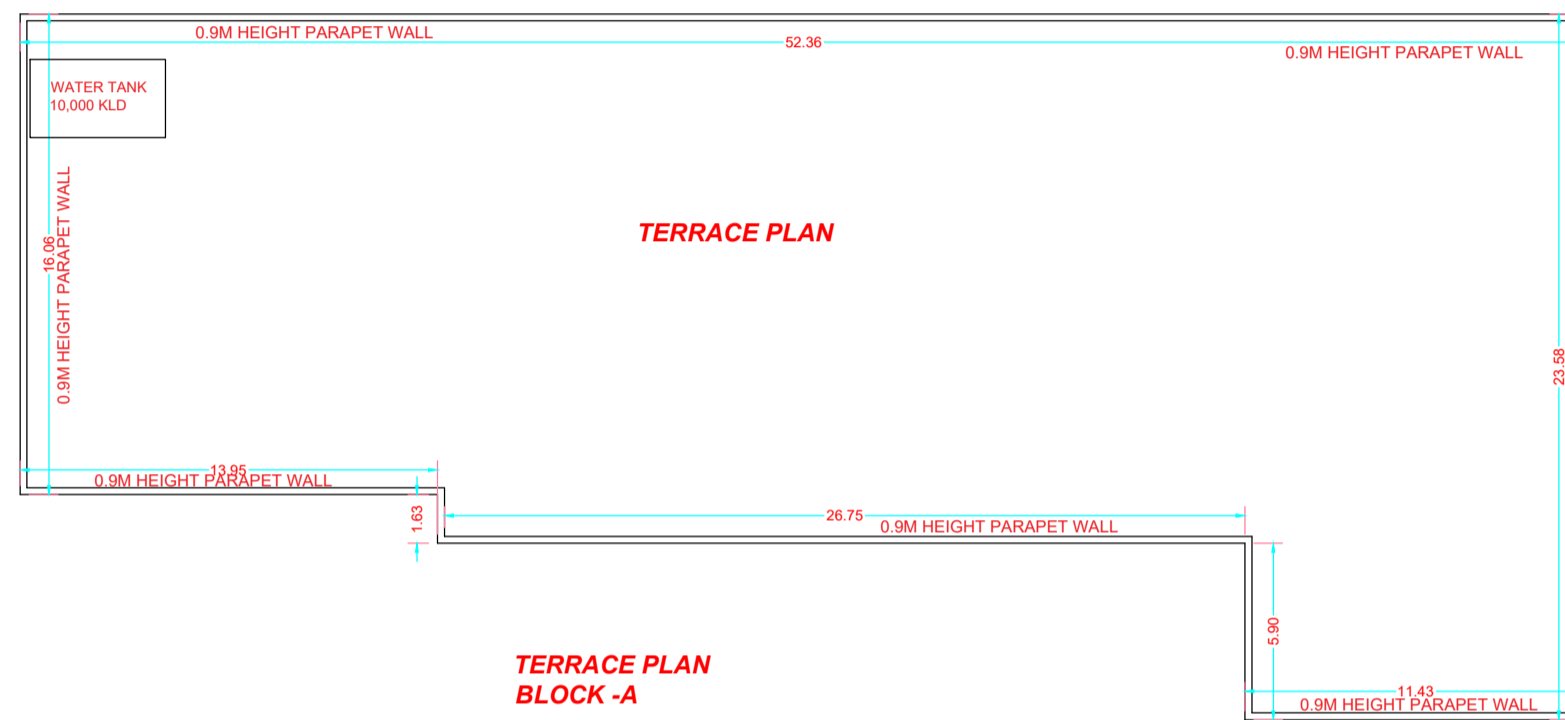 0.9M HEIGHT PARAPET WALL
52.36
0.9M HEIGHT PARAPET WALL
WATER TANK
10,000 KLD
16.06
0.9M HEIGHT PARAPET WALL
TERRACE PLAN
23.58
13.95
0.9M HEIGHT PARAPET WALL
1.63
26.75
0.9M HEIGHT PARAPET WALL
5.90
TERRACE PLAN
BLOCK -A
11.43
0.9M HEIGHT PARAPET WALL